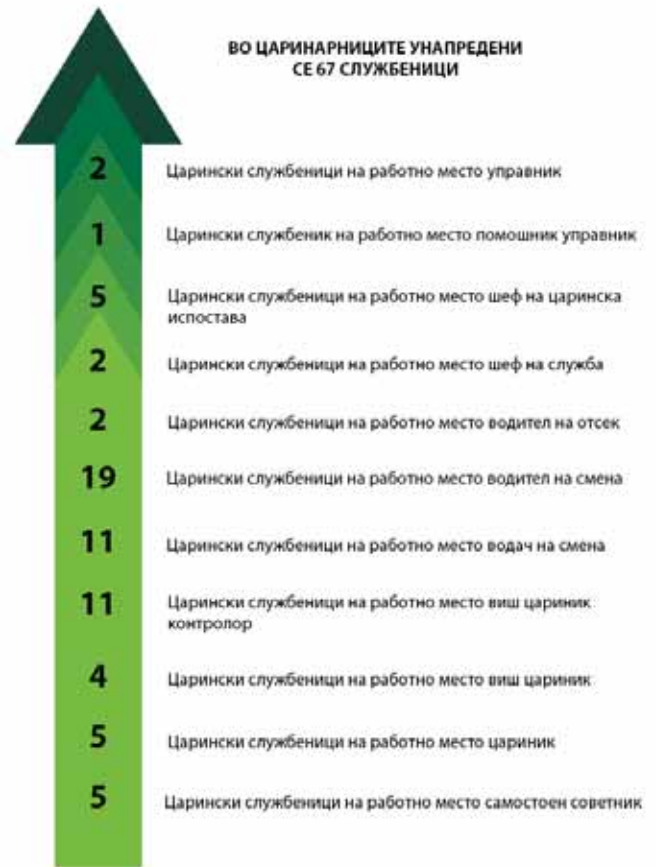 ВО ЦАРИНАРНИЦИТЕ УНАПРЕДЕНИ
СЕ 67 СЛУЖБЕНИЦИ
2 Царински службеници на работно место управник
1 Царински службеник на работно место помошник управник
5 Царински службеници на работно место шеф на царинска
испостава
2 Царински службеници на работно место шеф на служба
2 Царински службеници на работно место водител на отсек
19 Царински службеници на работно место водител на смена
11 Царински службеници на работно место водач на смена
11 Царински службеници на работно место виш цариник
контролор
4 Царински службеници на работно место виш цариник
5 Царински службеници на работно место цариник
5 Царински службеници на работно место самостоен советник